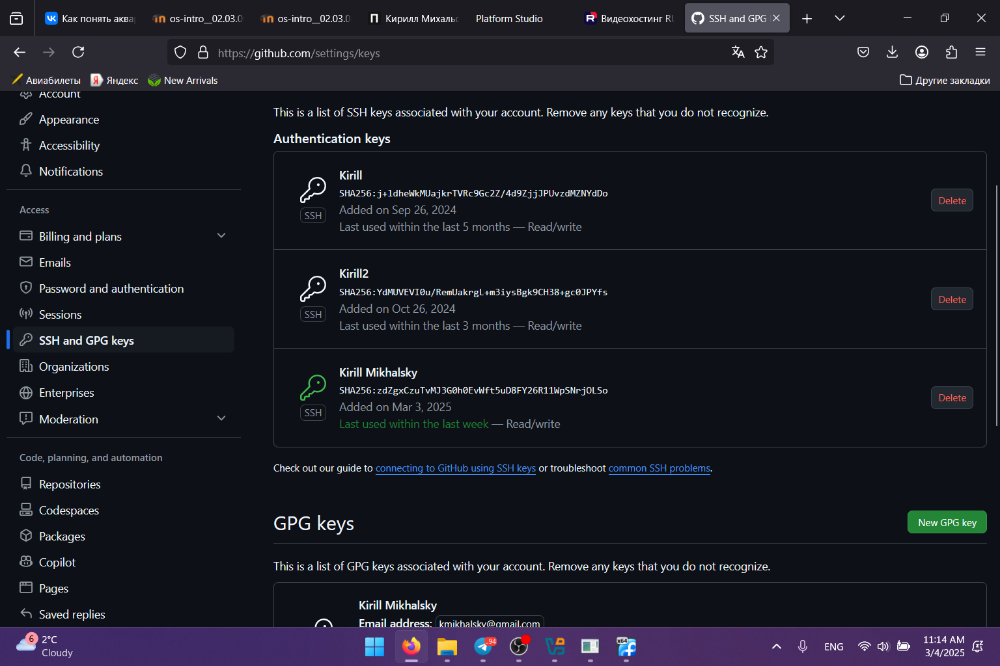 Как понять аква
os-intro__02.03.0
os-intro__02.03.0
Кирилл Михальс
Platform Studio
Видеохостинг RU
SSH and GPG
https://github.com/settings/keys
Авиабилеты
Яндекс
New Arrivals
Другие закладки
Account
Appearance
Accessibility
Notifications
Access
Billing and plans
Emails
Password and authentication
Sessions
SSH and GPG keys
Organizations
Enterprises
Moderation
Code, planning, and automation
Repositories
Codespaces
Packages
Copilot
Pages
Saved replies
This is a list of SSH keys associated with your account. Remove any keys that you do not recognize.
Authentication keys
Kirill
SHA256:j+ldheWkMUajkrTVRc9Gc2Z/4d9ZjjJPUvzdMZNYdDo
SSH
Added on Sep 26, 2024
Last used within the last 5 months — Read/write
Delete
Kirill2
SHA256:YdMUVEVI0u/RemUakrgL+m3iysBgk9CH38+gc0JPYfs
SSH
Added on Oct 26, 2024
Last used within the last 3 months — Read/write
Delete
Kirill Mikhalsky
SHA256:zdZgxCzuTvMJ3G0h0EvWft5uD8FY26R11WpSNrjOLSo
SSH
Added on Mar 3, 2025
Last used within the last week — Read/write
Delete
Check out our guide to connecting to GitHub using SSH keys or troubleshoot common SSH problems.
GPG keys
New GPG key
This is a list of GPG keys associated with your account. Remove any keys that you do not recognize.
Kirill Mikhalsky
Email address: kmikhalsky@gmail.com
6
2°C
Cloudy
94
x64
ENG
11:14 AM
3/4/2025